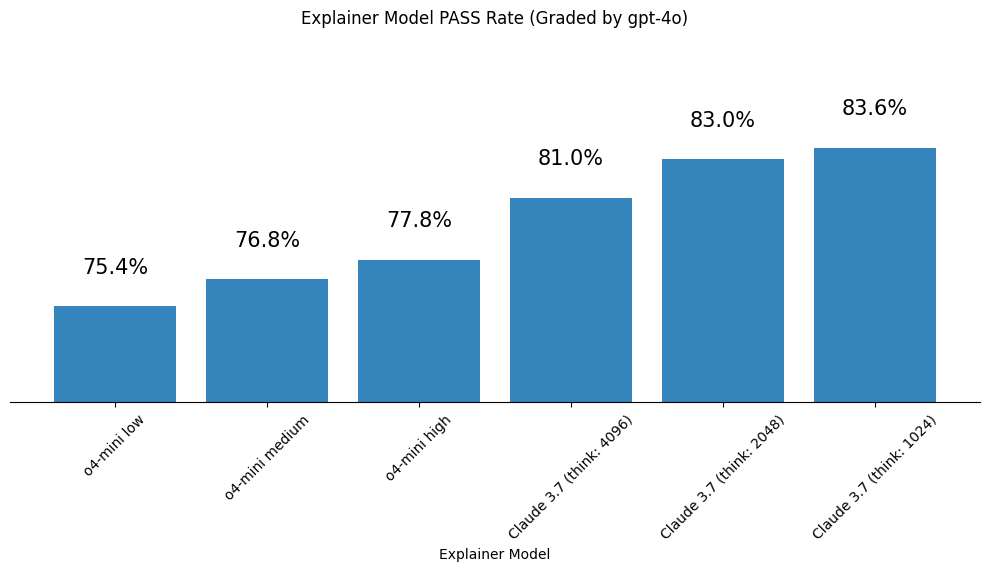 Explainer Model PASS Rate (Graded by gpt-4o)
75.4%
76.8%
77.8%
81.0%
83.0%
83.6%
o4-mini low
o4-mini medium
o4-mini high
Claude 3.7 (think: 4096)
Claude 3.7 (think: 2048)
Claude 3.7 (think: 1024)
Explainer Model